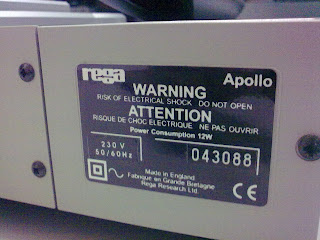 rega Apollo
WARNING
RISK OF ELECTRICAL SHOCK DO NOT OPEN
ATTENTION
RISQUE DE CHOC ELECTRIQUE NE PAS OUVRIR
Power Consumption 12W
230 V
50/60Hz
043088
Made in England
Fabrique en Grande Bretagne
Rega Research Ltd.
CE